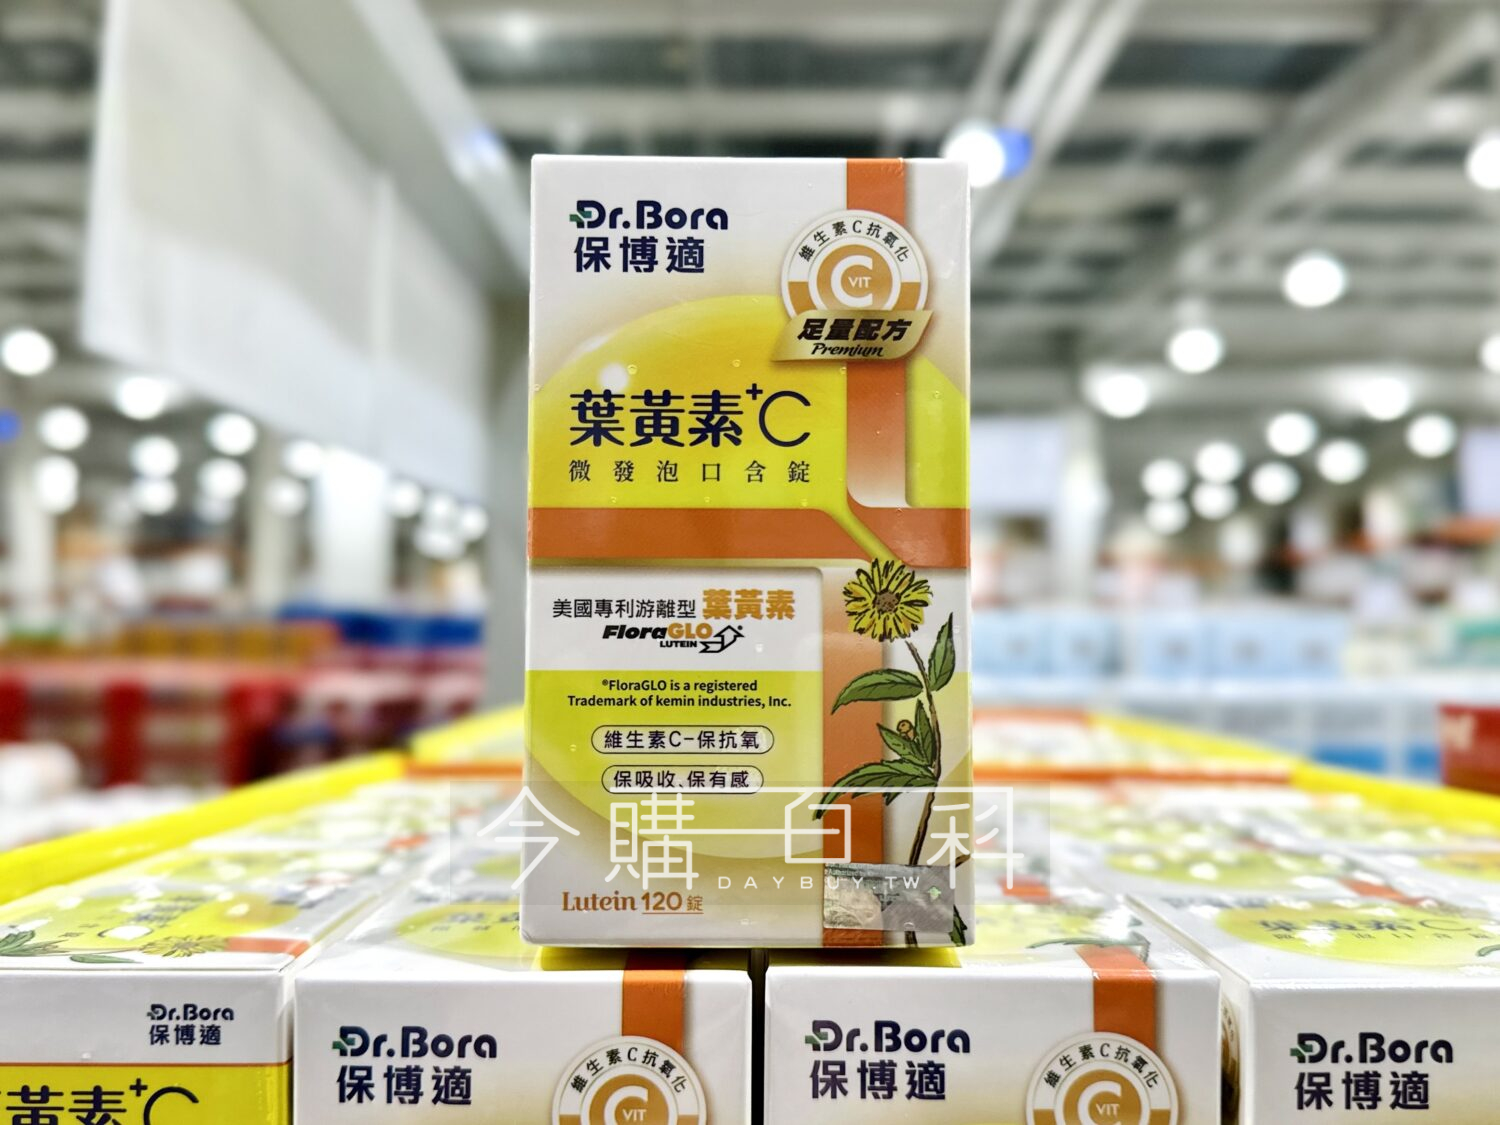 Dr.Bora
保博適
維生素C抗氧化
C VIT
足量配方
Premium
葉黃素+C
微發泡口含錠
美國專利游離型 葉黃素
FloraGLO
LUTEIN
®FloraGLO is a registered
Trademark of kemin industries, Inc.
維生素C-保抗氧
保吸收、保有感
Lutein 120 錠
今購百科
DAYBUY.TW
Dr.Bora
保博適
黃素+C
Dr.Bora
保博適
維生素C抗氧化
C VIT
Dr.Bora
保博適
維生素C抗氧化
C VIT
Dr.Bora
保博適